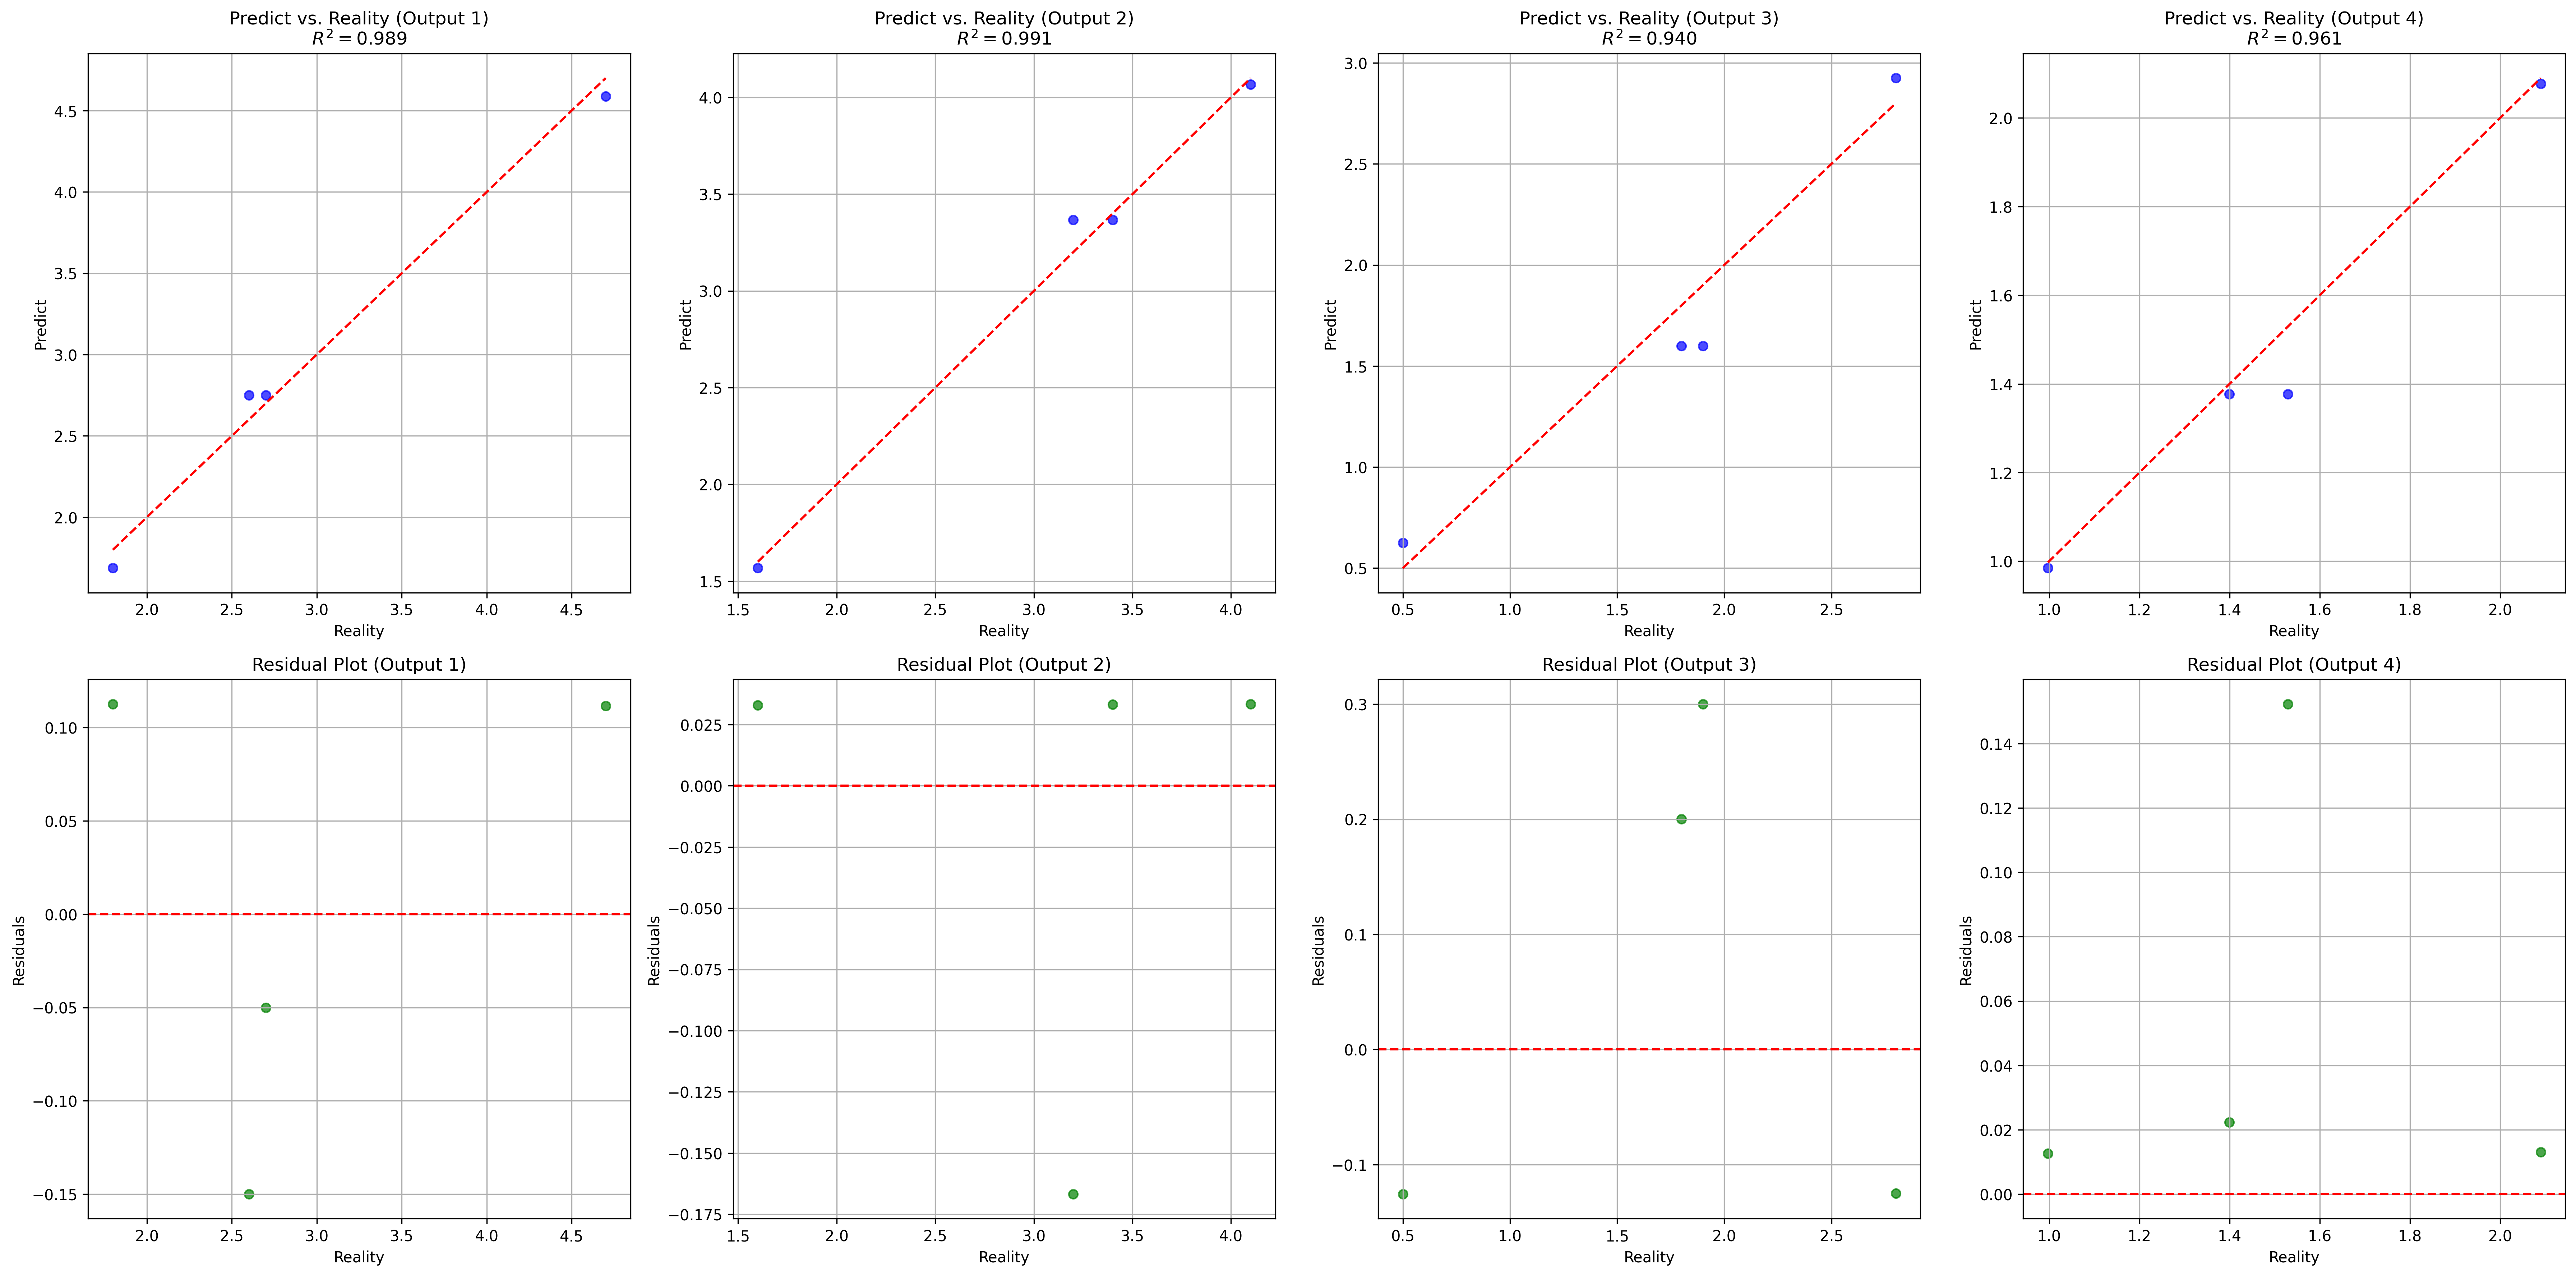 Predict vs. Reality (Output 1)
R² = 0.989
4.5
4.0
3.5
3.0
2.5
2.0
Predict
2.0 2.5 3.0 3.5 4.0 4.5
Reality
Predict vs. Reality (Output 2)
R² = 0.991
4.0
3.5
3.0
2.5
2.0
1.5
Predict
1.5 2.0 2.5 3.0 3.5 4.0
Reality
Predict vs. Reality (Output 3)
R² = 0.940
3.0
2.5
2.0
1.5
1.0
0.5
Predict
0.5 1.0 1.5 2.0 2.5
Reality
Predict vs. Reality (Output 4)
R² = 0.961
2.0
1.8
1.6
1.4
1.2
1.0
Predict
1.0 1.2 1.4 1.6 1.8 2.0
Reality
Residual Plot (Output 1)
0.10
0.05
0.00
−0.05
−0.10
−0.15
Residuals
2.0 2.5 3.0 3.5 4.0 4.5
Reality
Residual Plot (Output 2)
0.025
0.000
−0.025
−0.050
−0.075
−0.100
−0.125
−0.150
−0.175
Residuals
1.5 2.0 2.5 3.0 3.5 4.0
Reality
Residual Plot (Output 3)
0.3
0.2
0.1
0.0
−0.1
Residuals
0.5 1.0 1.5 2.0 2.5
Reality
Residual Plot (Output 4)
0.14
0.12
0.10
0.08
0.06
0.04
0.02
0.00
Residuals
1.0 1.2 1.4 1.6 1.8 2.0
Reality